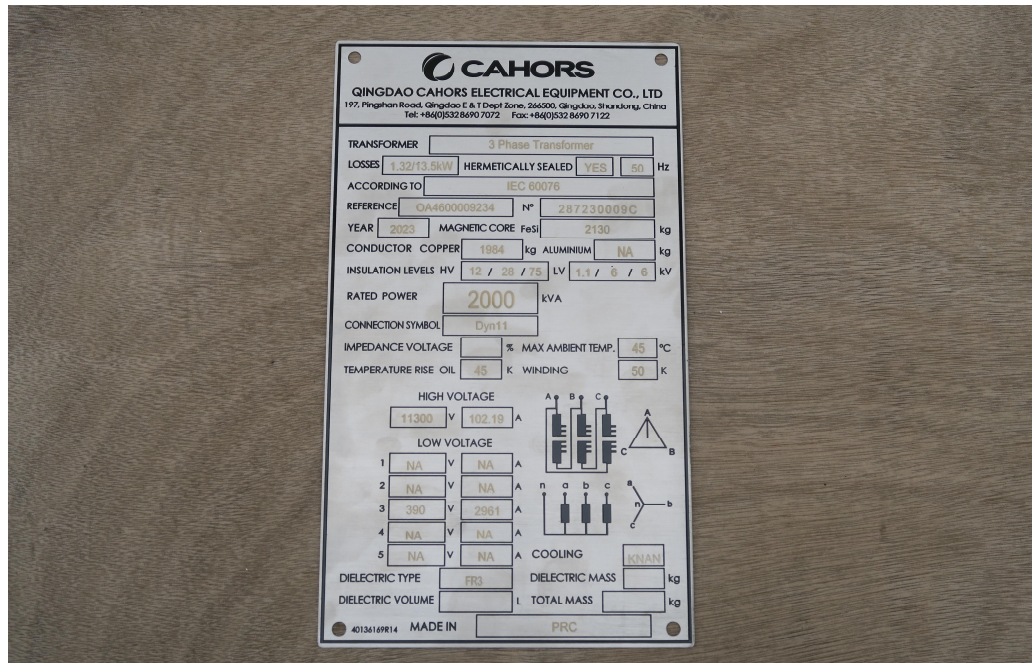 CAHORS
QINGDAO CAHORS ELECTRICAL EQUIPMENT CO., LTD
197, Pingshan Road, Qingdao E & T Dept Zone, 266500, Qingdao, Shandong, China
Tel: +86(0)532 8690 7072 Fax: +86(0)532 8690 7122
TRANSFORMER 3 Phase Transformer
LOSSES 1.32/13.5kW HERMETICALLY SEALED YES 50 Hz
ACCORDING TO IEC 60076
REFERENCE OA4600009234 N° 287230009C
YEAR 2023 MAGNETIC CORE FeSi 2130 kg
CONDUCTOR COPPER 1984 kg ALUMINIUM NA kg
INSULATION LEVELS HV 12 / 28 / 75 LV 1.1 / 6 / 6 kV
RATED POWER 2000 kVA
CONNECTION SYMBOL Dyn11
IMPEDANCE VOLTAGE % MAX AMBIENT TEMP. 45 °C
TEMPERATURE RISE OIL 45 K WINDING 50 K
HIGH VOLTAGE
11300 V 102.19 A
LOW VOLTAGE
1 NA V NA A
2 NA V NA A
3 390 V 2961 A
4 NA V NA A
5 NA V NA A
A B C
A
C B
n a b c
a
n b
c
COOLING KNAN
DIELECTRIC TYPE FR3 DIELECTRIC MASS kg
DIELECTRIC VOLUME L TOTAL MASS kg
40136169R14 MADE IN PRC